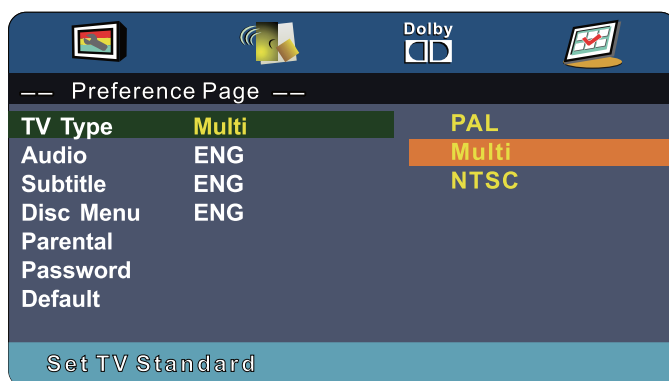 Dolby
-- Preference Page --
TV Type Multi PAL
Audio ENG Multi
Subtitle ENG NTSC
Disc Menu ENG
Parental
Password
Default
Set TV Standard